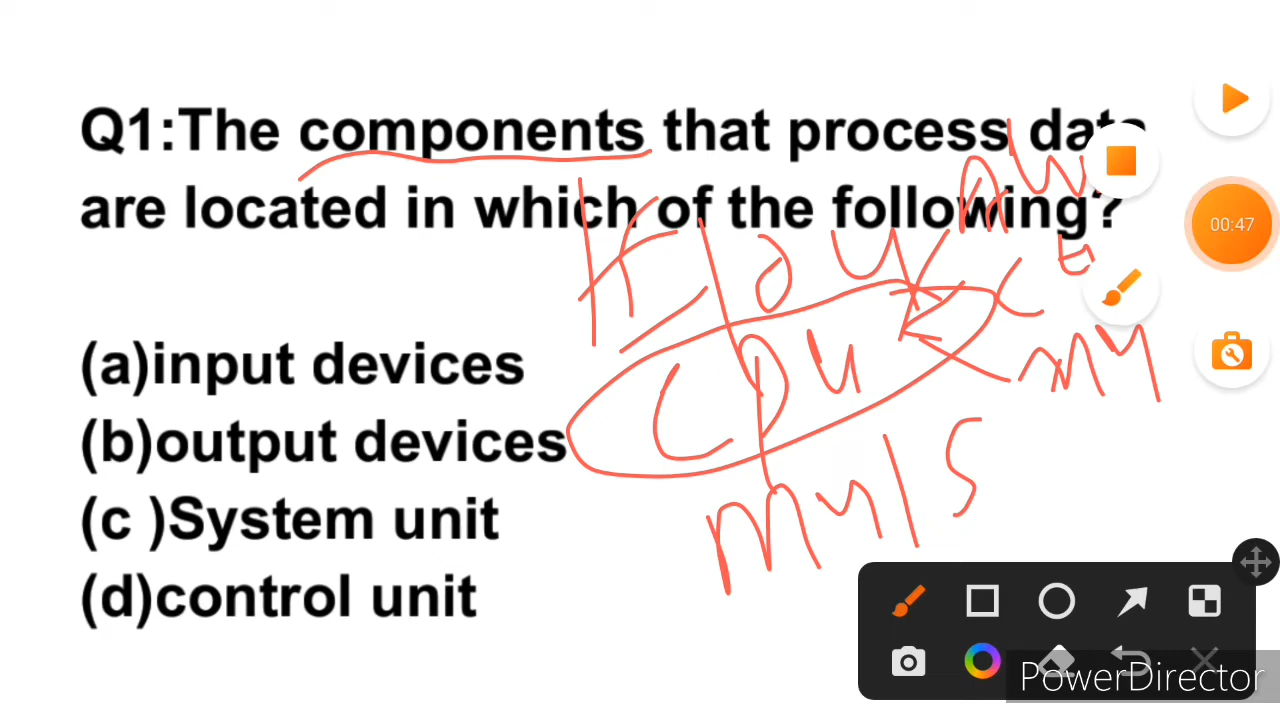 Q1:The components that process data
are located in which of the following?
00:47
(a)input devices
(b)output devices
CPU
(c )System unit
(d)control unit
PowerDirector